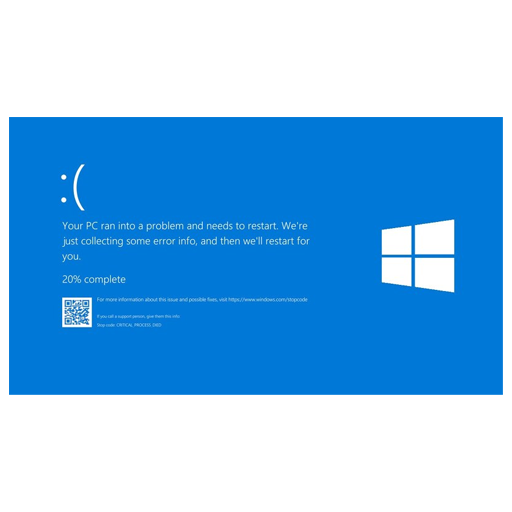 :(
Your PC ran into a problem and needs to restart. We're
just collecting some error info, and then we'll restart for
you.
20% complete
For more information about this issue and possible fixes, visit https://www.windows.com/stopcode
If you call a support person, give them this info:
Stop code: CRITICAL_PROCESS_DIED